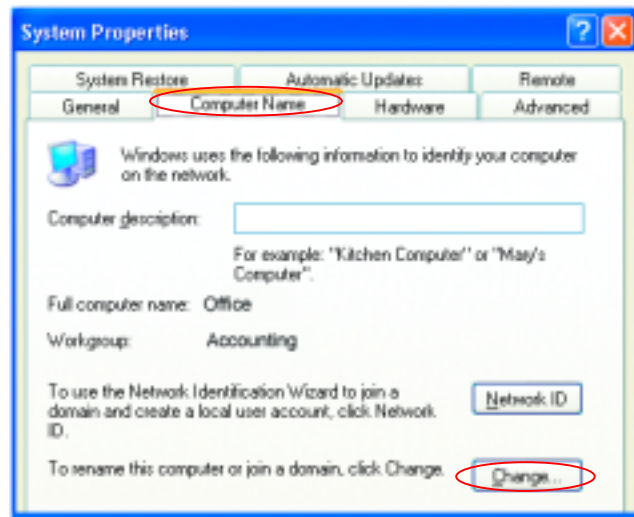 System Properties
System Restore Automatic Updates Remote
General Computer Name Hardware Advanced
Windows uses the following information to identify your computer
on the network.
Computer description:
For example: "Kitchen Computer" or "Mary's
Computer".
Full computer name: Office
Workgroup: Accounting
To use the Network Identification Wizard to join a
domain and create a local user account, click Network
ID.
Network ID
To rename this computer or join a domain, click Change.
Change...